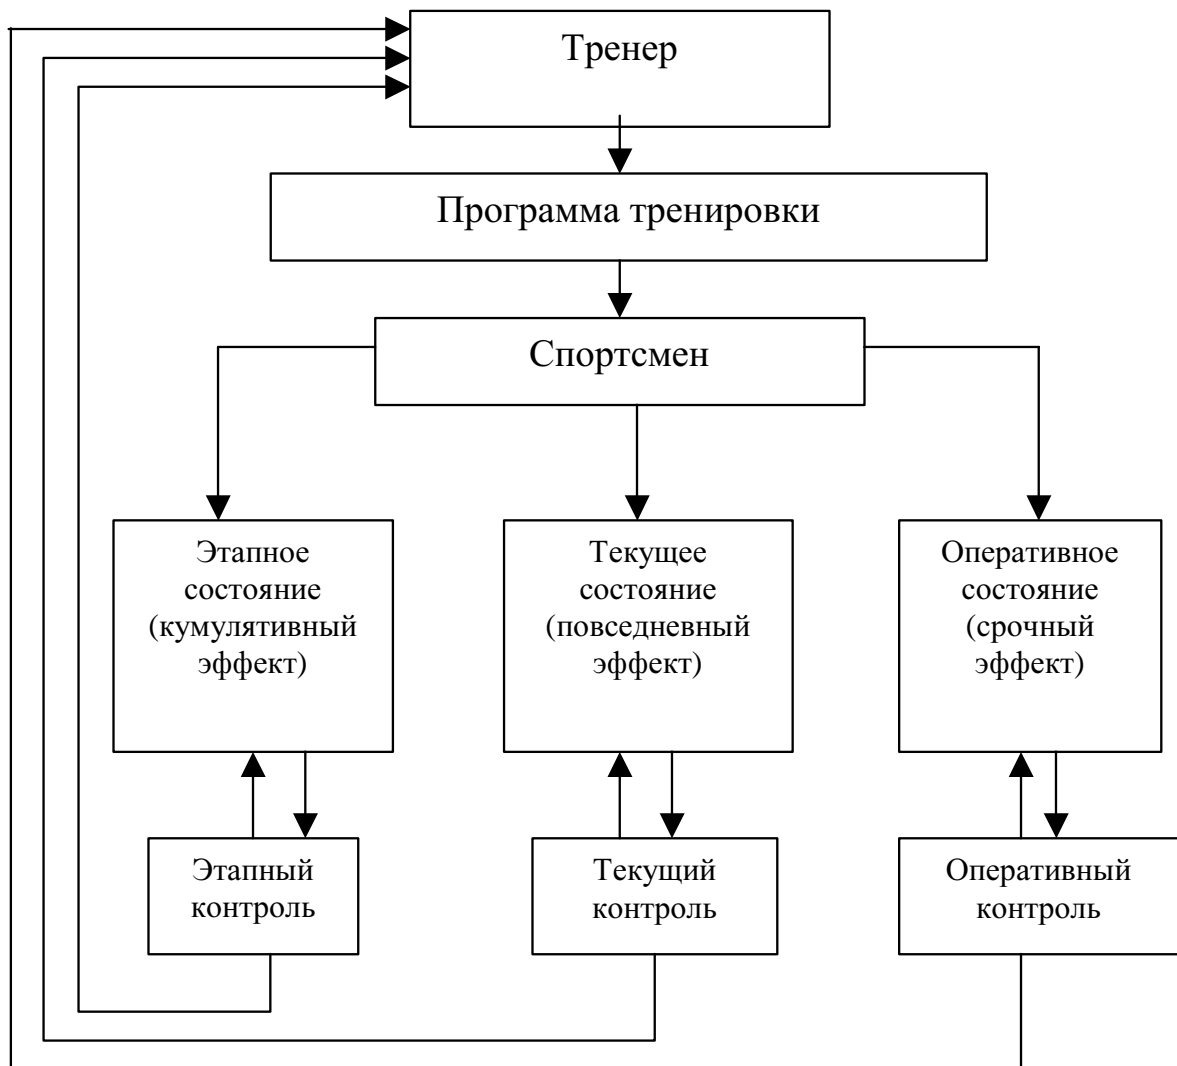 Тренер
Программа тренировки
Спортсмен
Этапное
состояние
(кумулятивный
эффект)
Текущее
состояние
(повседневный
эффект)
Оперативное
состояние
(срочный
эффект)
Этапный
контроль
Текущий
контроль
Оперативный
контроль